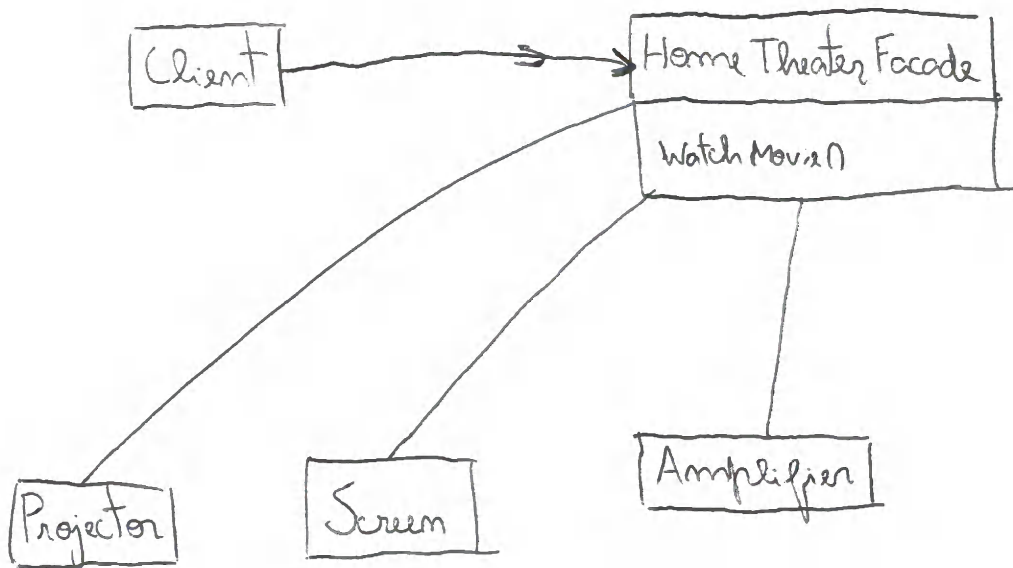 Client
Home Theater Facade
WatchMovie()
Projector
Screen
Amplifier